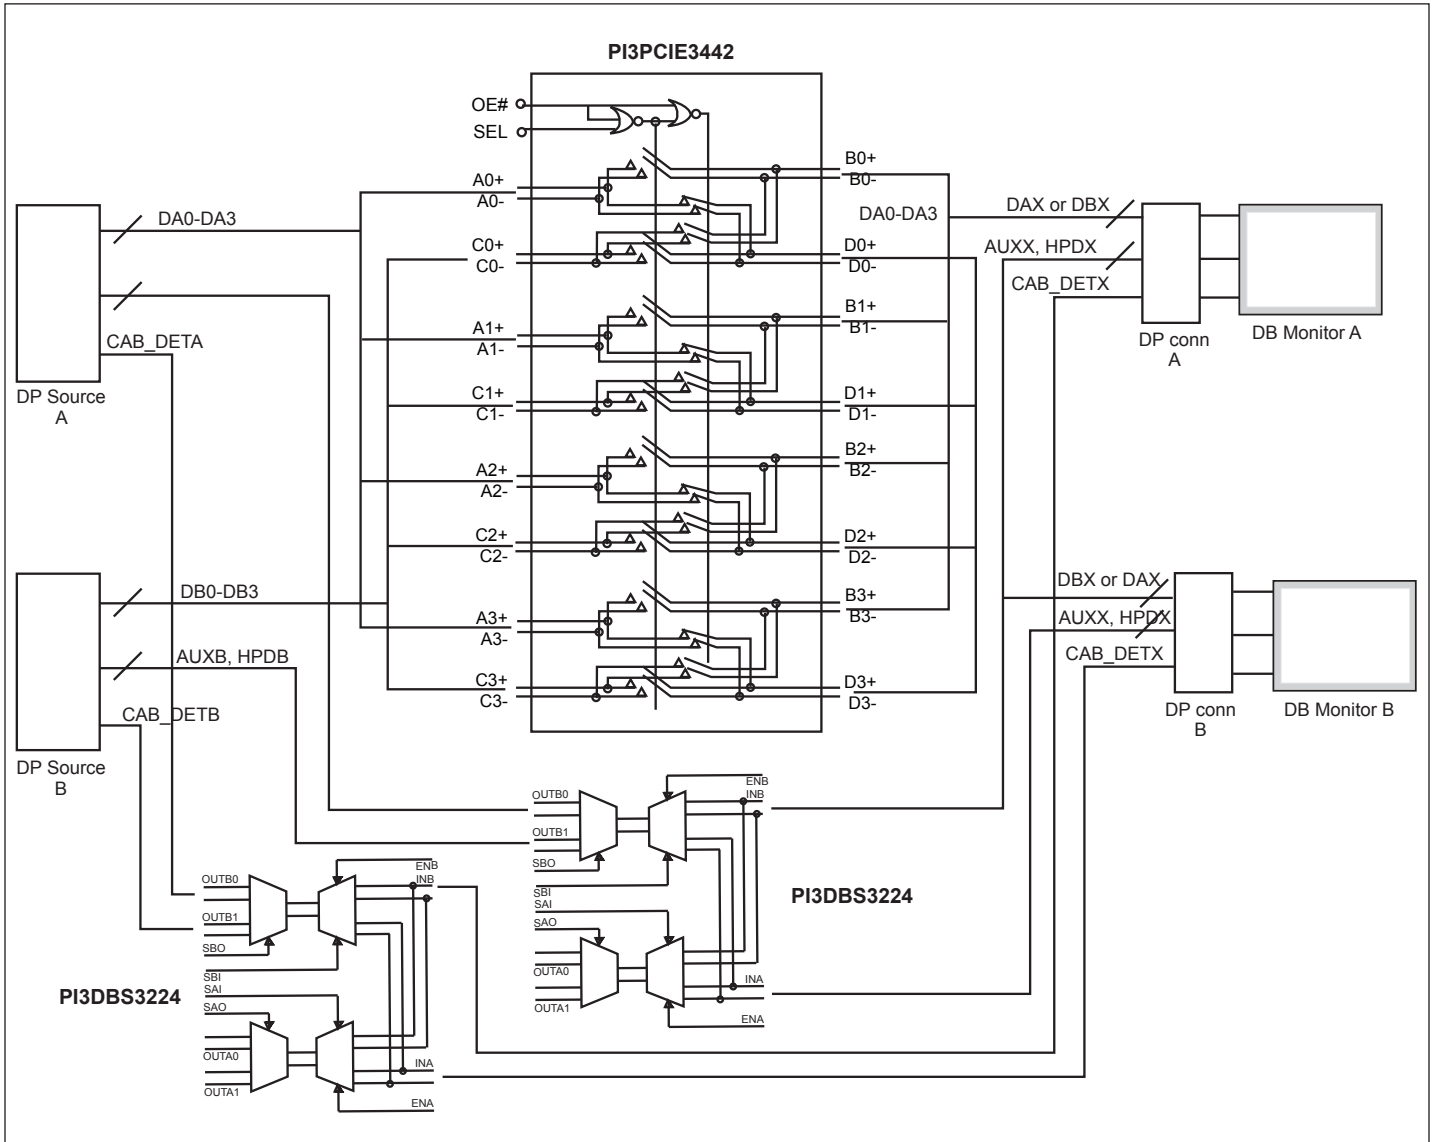 PI3PCIE3442
OE#
SEL
A0+
A0-
C0+
C0-
A1+
A1-
C1+
C1-
A2+
A2-
C2+
C2-
A3+
A3-
C3+
C3-
B0+
B0-
DA0-DA3
D0+
D0-
B1+
B1-
D1+
D1-
B2+
B2-
D2+
D2-
B3+
B3-
D3+
D3-
DA0-DA3
CAB_DETA
DP Source
A
DB0-DB3
AUXB, HPDB
CAB_DETB
DP Source
B
DAX or DBX
AUXX, HPDX
CAB_DETX
DP conn
A
DB Monitor A
DBX or DAX
AUXX, HPDX
CAB_DETX
DP conn
B
DB Monitor B
OUTB0
OUTB1
SBO
SBI
SAI
SAO
OUTA0
OUTA1
ENB
INB
INA
ENA
PI3DBS3224
OUTB0
OUTB1
SBO
SBI
SAI
SAO
OUTA0
OUTA1
ENB
INB
INA
ENA
PI3DBS3224